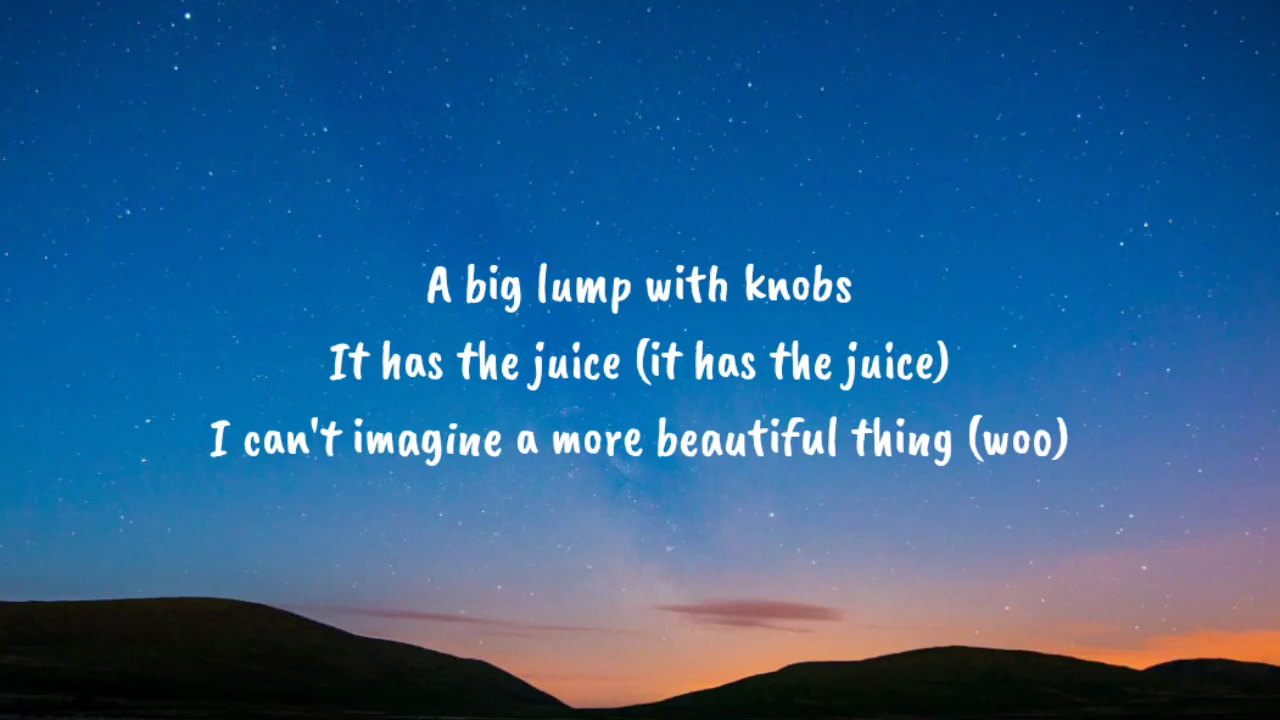 A big lump with knobs
It has the juice (it has the juice)
I can't imagine a more beautiful thing (woo)